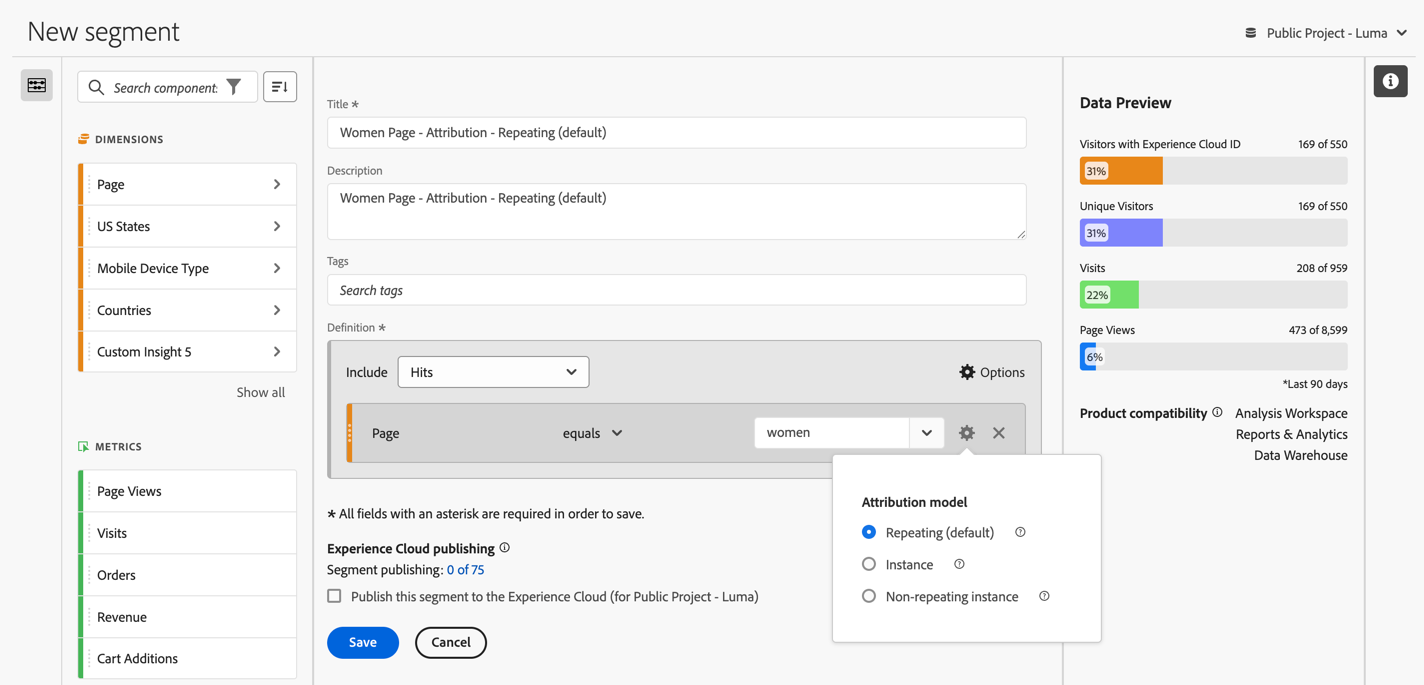 New segment
Public Project - Luma
Search component:
DIMENSIONS
Page
US States
Mobile Device Type
Countries
Custom Insight 5
Show all
METRICS
Page Views
Visits
Orders
Revenue
Cart Additions
Title *
Women Page - Attribution - Repeating (default)
Description
Women Page - Attribution - Repeating (default)
Tags
Search tags
Definition *
Include Hits Options
Page equals women
Attribution model
Repeating (default)
Instance
Non-repeating instance
* All fields with an asterisk are required in order to save.
Experience Cloud publishing
Segment publishing: 0 of 75
Publish this segment to the Experience Cloud (for Public Project - Luma)
Save Cancel
Data Preview
Visitors with Experience Cloud ID 169 of 550
31%
Unique Visitors 169 of 550
31%
Visits 208 of 959
22%
Page Views 473 of 8,599
6%
*Last 90 days
Product compatibility Analysis Workspace
Reports & Analytics
Data Warehouse